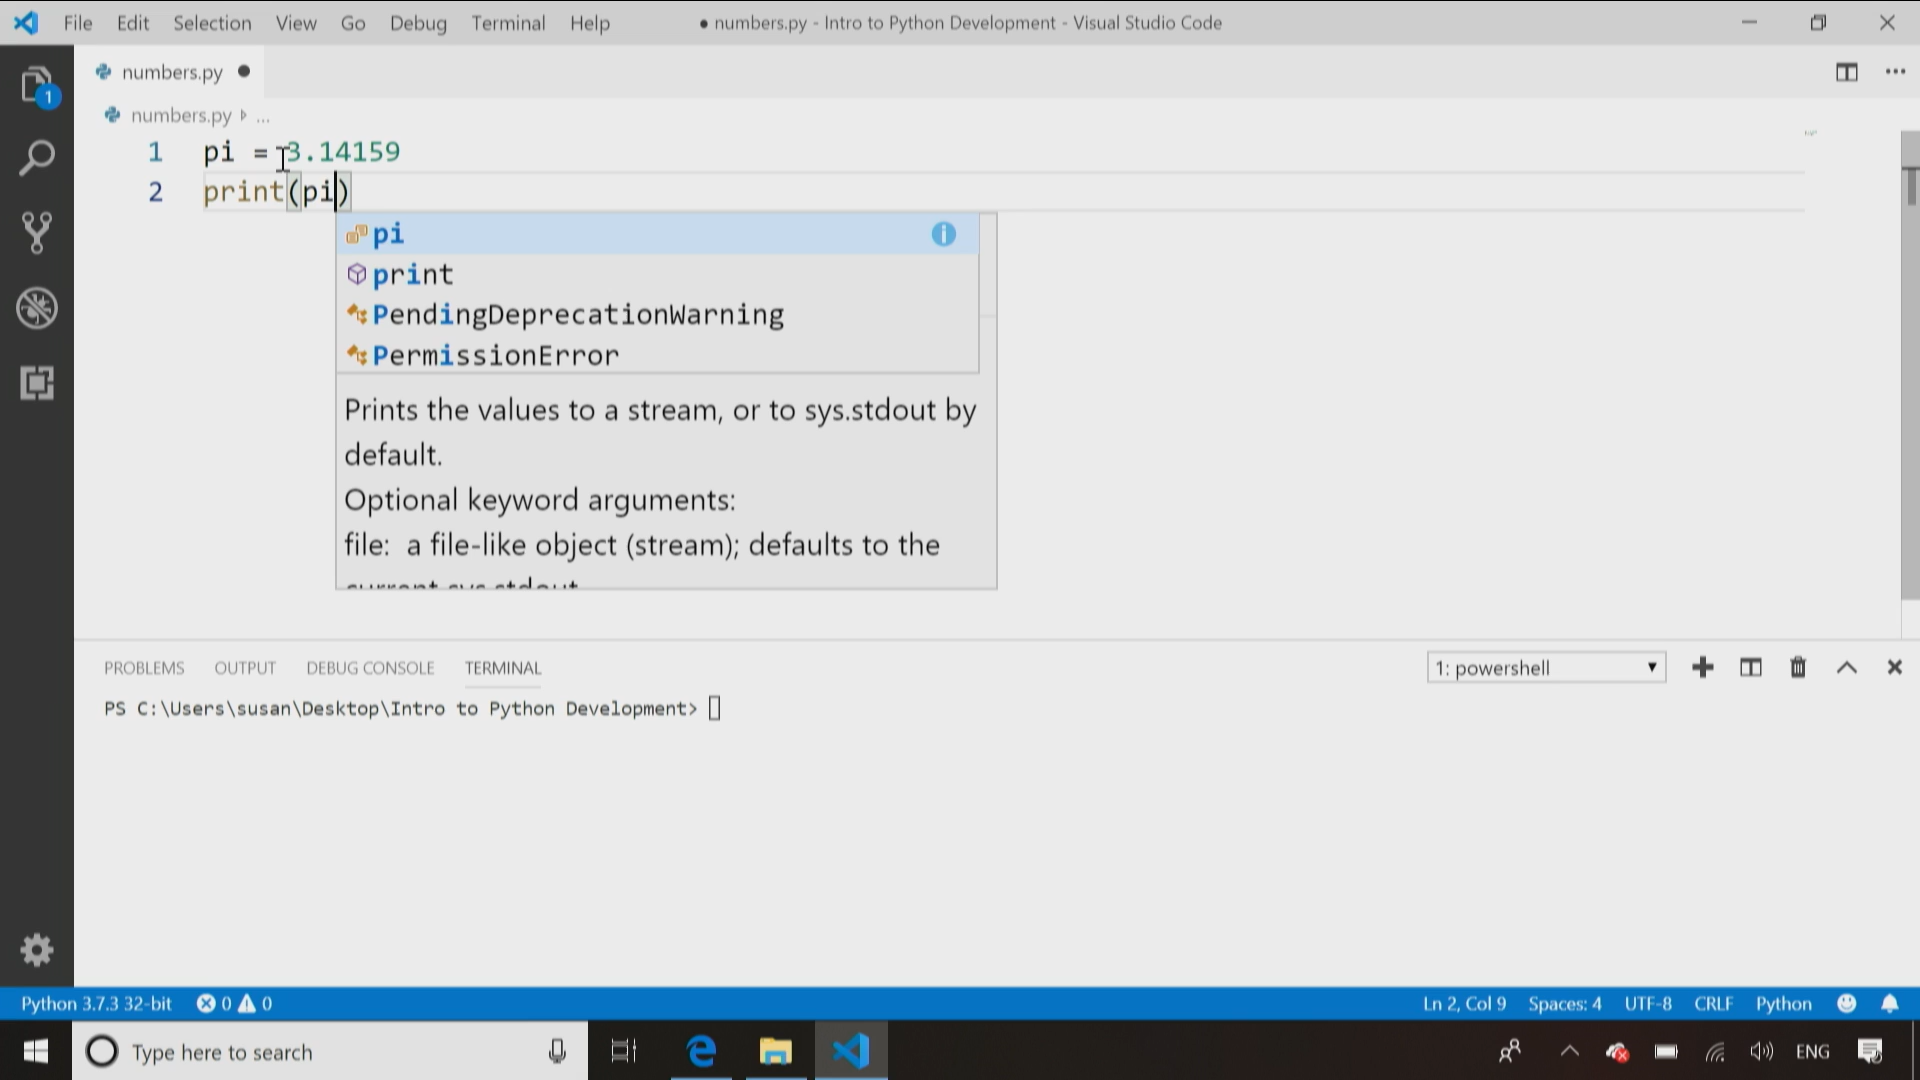 File Edit Selection View Go Debug Terminal Help
● numbers.py - Intro to Python Development - Visual Studio Code
numbers.py ●
1
numbers.py ▹ ...
1 pi = 3.14159
2 print(pi)
pi
print
PendingDeprecationWarning
PermissionError
Prints the values to a stream, or to sys.stdout by
default.
Optional keyword arguments:
file: a file-like object (stream); defaults to the
current sys.stdout
PROBLEMS OUTPUT DEBUG CONSOLE TERMINAL
1: powershell
PS C:\Users\susan\Desktop\Intro to Python Development>
Python 3.7.3 32-bit 0 0
Ln 2, Col 9 Spaces: 4 UTF-8 CRLF Python
Type here to search
ENG